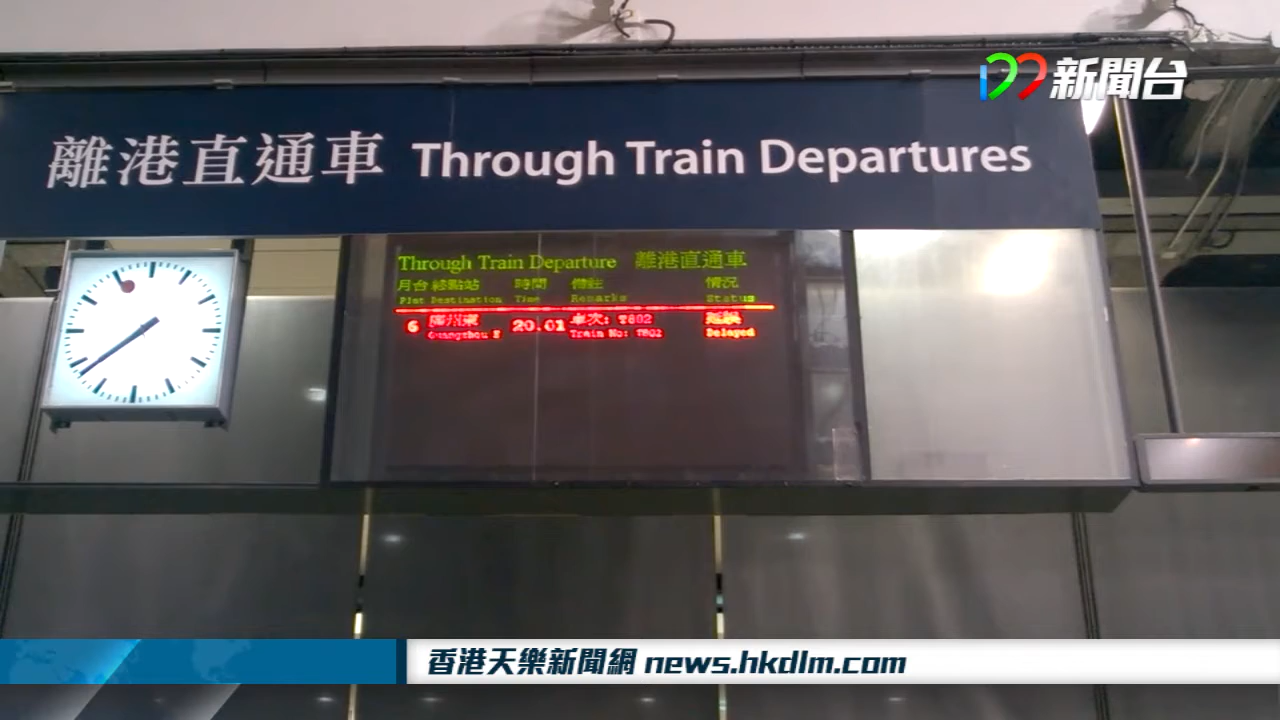 新聞台
離港直通車 Through Train Departures
Through Train Departure 離港直通車
月台 終點站 時間 備註 情況
Plat Destination Time Remarks Status
6 廣州東 20.01 車次: T802 延誤
Guangzhou E Train No: T802 Delayed
香港天樂新聞網 news.hkdlm.com